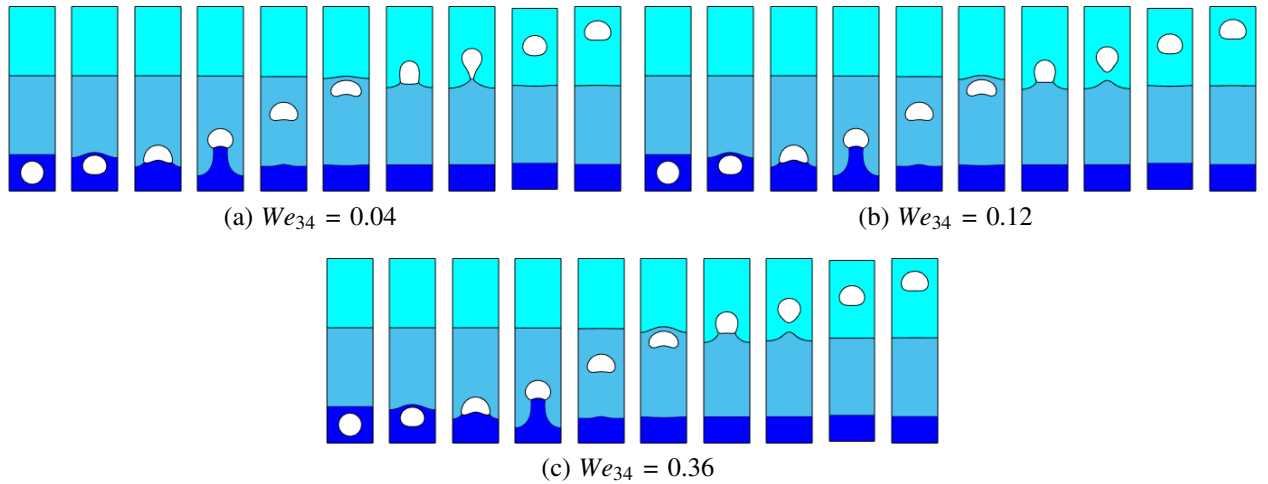 (a) We₃₄ = 0.04
(b) We₃₄ = 0.12
(c) We₃₄ = 0.36